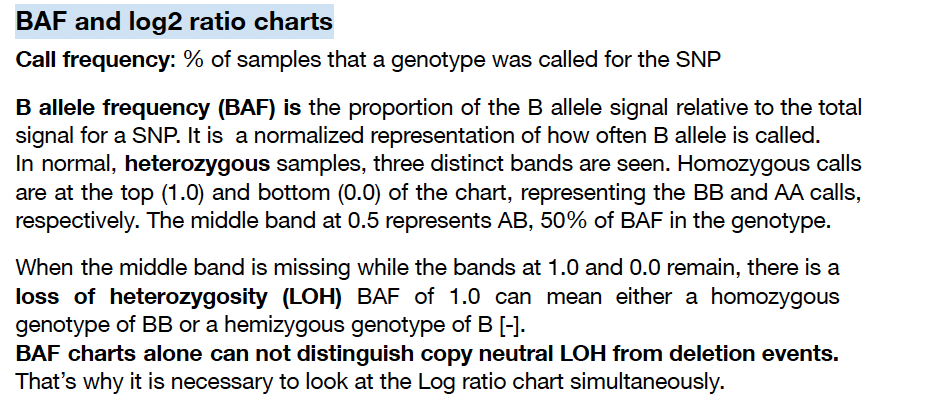 BAF and log2 ratio charts
Call frequency: % of samples that a genotype was called for the SNP
B allele frequency (BAF) is the proportion of the B allele signal relative to the total
signal for a SNP. It is a normalized representation of how often B allele is called.
In normal, heterozygous samples, three distinct bands are seen. Homozygous calls
are at the top (1.0) and bottom (0.0) of the chart, representing the BB and AA calls,
respectively. The middle band at 0.5 represents AB, 50% of BAF in the genotype.
When the middle band is missing while the bands at 1.0 and 0.0 remain, there is a
loss of heterozygosity (LOH) BAF of 1.0 can mean either a homozygous
genotype of BB or a hemizygous genotype of B [-].
BAF charts alone can not distinguish copy neutral LOH from deletion events.
That's why it is necessary to look at the Log ratio chart simultaneously.